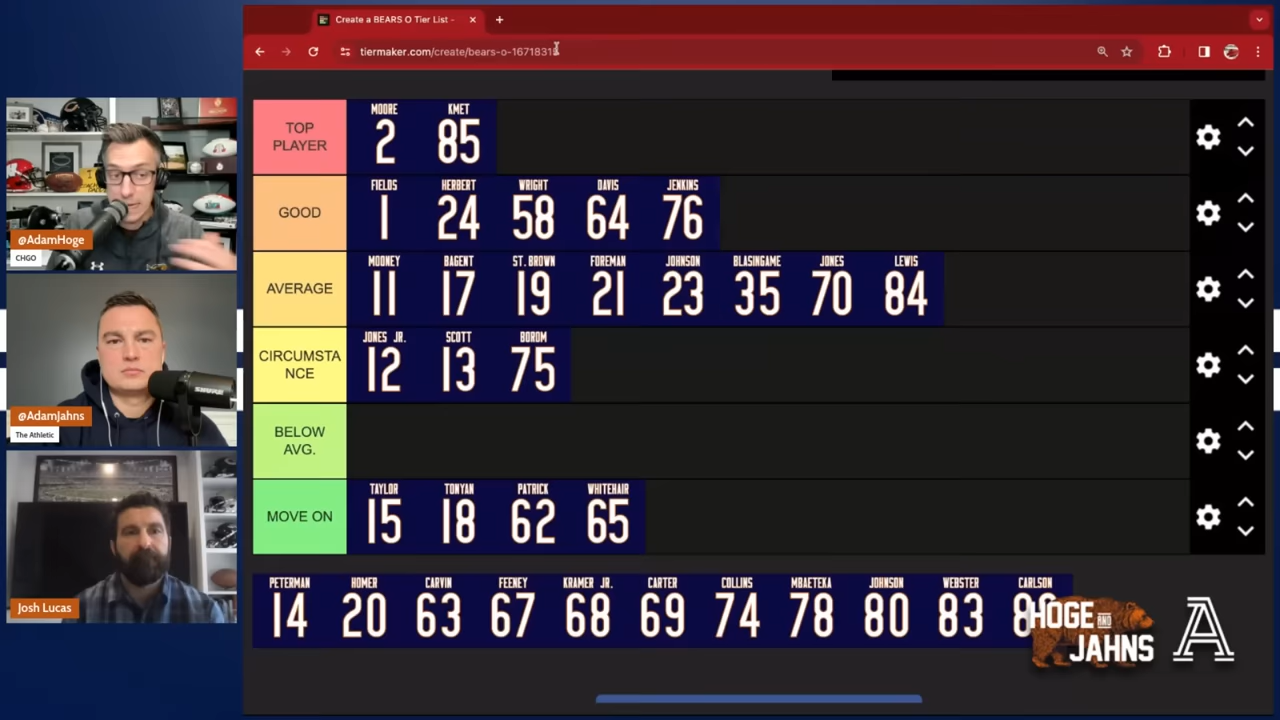 Create a BEARS O Tier List -
tiermaker.com/create/bears-o-1671831
TOP PLAYER
MOORE 2
KMET 85
GOOD
FIELDS 1
HERBERT 24
WRIGHT 58
DAVIS 64
JENKINS 76
AVERAGE
MOONEY 11
BAGENT 17
ST. BROWN 19
FOREMAN 21
JOHNSON 23
BLASINGAME 35
JONES 70
LEWIS 84
CIRCUMSTA
NCE
JONES JR. 12
SCOTT 13
BOROM 75
BELOW
AVG.
MOVE ON
TAYLOR 15
TONYAN 18
PATRICK 62
WHITEHAIR 65
PETERMAN 14
HOMER 20
CARVIN 63
FEENEY 67
KRAMER JR. 68
CARTER 69
COLLINS 74
MBAETEKA 78
JOHNSON 80
WEBSTER 83
CARLSON
@AdamHoge
CHGO
@AdamJahns
The Athletic
SHURE
Josh Lucas
HOGE AND
JAHNS
A